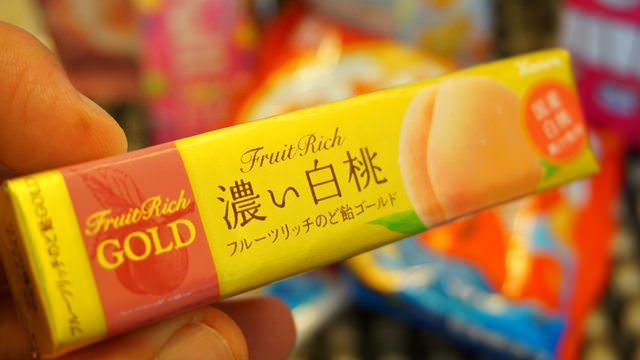 Fruit Rich
GOLD
Fruit Rich
濃い白桃
フルーツリッチのど飴ゴールド
国産
白桃